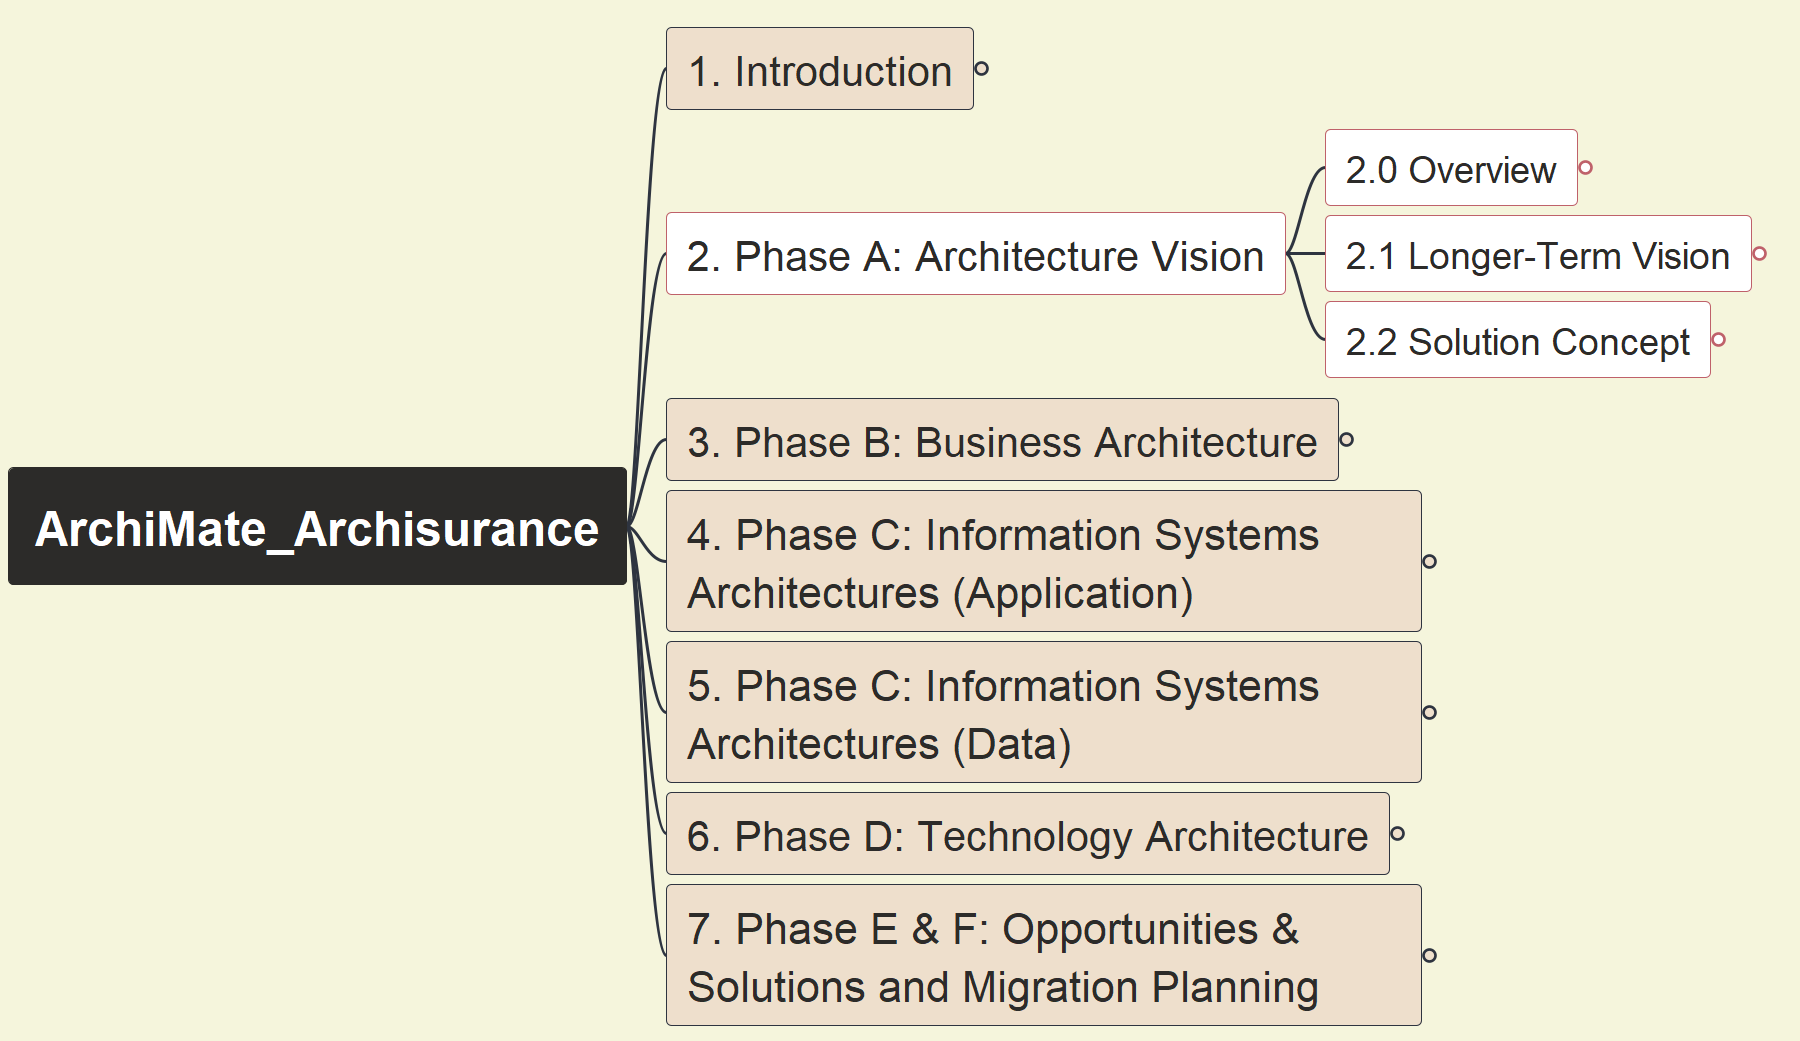 ArchiMate_Archisurance
1. Introduction
2. Phase A: Architecture Vision
2.0 Overview
2.1 Longer-Term Vision
2.2 Solution Concept
3. Phase B: Business Architecture
4. Phase C: Information Systems
Architectures (Application)
5. Phase C: Information Systems
Architectures (Data)
6. Phase D: Technology Architecture
7. Phase E & F: Opportunities &
Solutions and Migration Planning